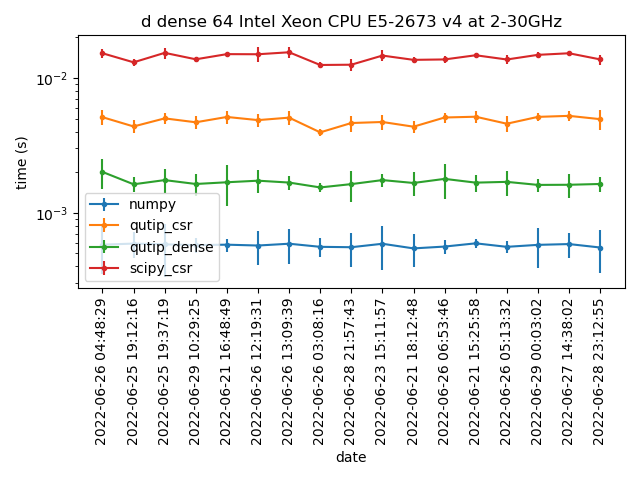 d dense 64 Intel Xeon CPU E5-2673 v4 at 2-30GHz
time (s)
10⁻²
10⁻³
numpy
qutip_csr
qutip_dense
scipy_csr
2022-06-26 04:48:29
2022-06-25 19:12:16
2022-06-25 19:37:19
2022-06-29 10:29:25
2022-06-21 16:48:49
2022-06-26 12:19:31
2022-06-26 13:09:39
2022-06-26 03:08:16
2022-06-28 21:57:43
2022-06-23 15:11:57
2022-06-21 18:12:48
2022-06-26 06:53:46
2022-06-21 15:25:58
2022-06-26 05:13:32
2022-06-29 00:03:02
2022-06-27 14:38:02
2022-06-28 23:12:55
date